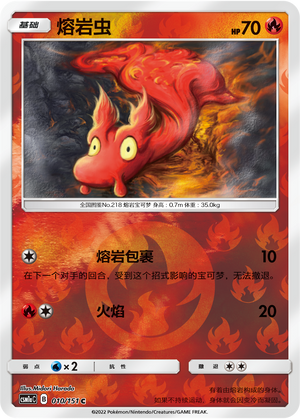 基础 熔岩虫 HP70
全国图鉴No.218 熔岩宝可梦 身高：0.7m 体重：35.0kg
熔岩包裹 10
在下一个对手的回合，受到这个招式影响的宝可梦，无法撤退。
火焰 20
弱点 ×2 抵抗力 撤退
Illus.Midori Harada
csm1aC 010/151 C
©2022 Pokémon/Nintendo/Creatures/GAME FREAK.